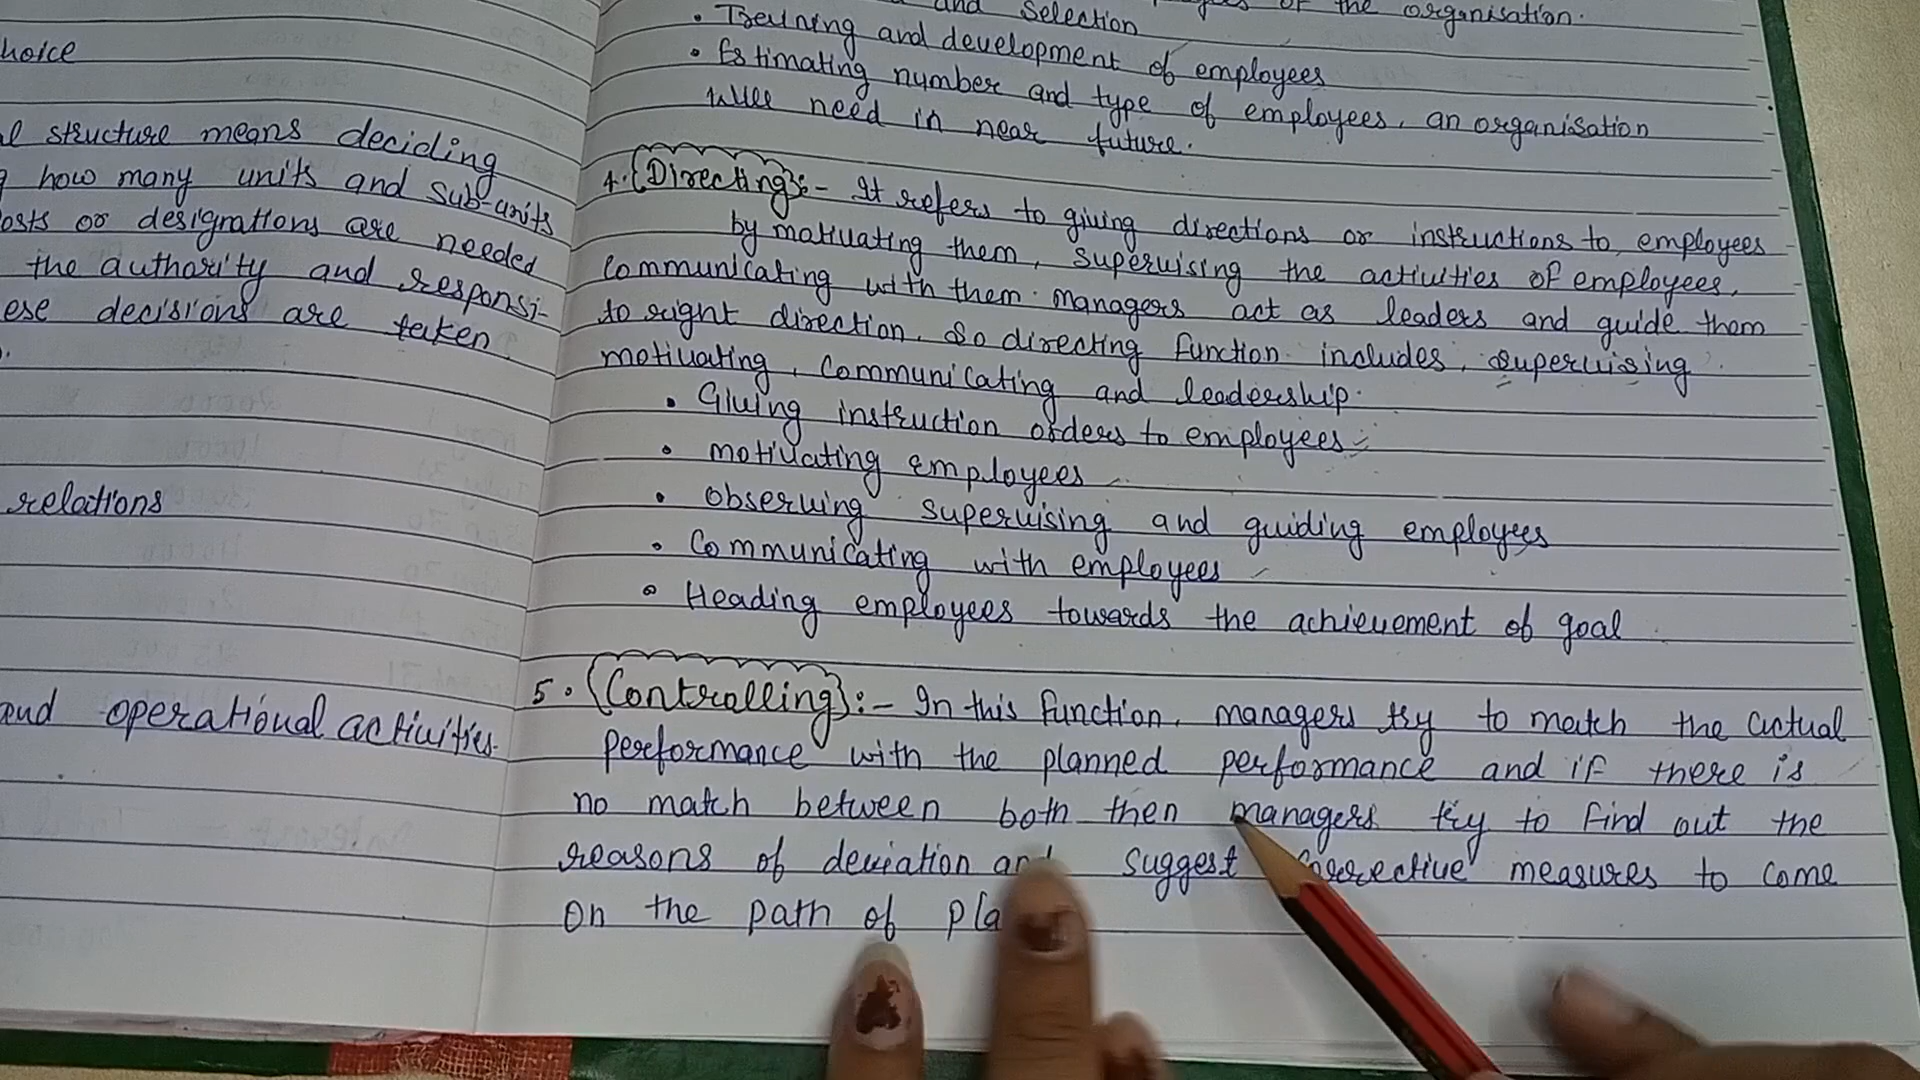 hoice
l structure means deciding
how many units and sub-units
osts or designations are needed
the authority and responsi-
ese decisions are taken
relations
and operational activities.
and Selection of the organisation.
• Training and development of employees
• Estimating number and type of employees, an organisation
will need in near future.
4. {Directing}:- It refers to giving directions or instructions to employees
by motivating them, supervising the activities of employees,
Communicating with them. managers act as leaders and guide them
to right direction. So directing function includes, supervising
motivating, communicating and leadership.
• Giving instruction orders to employees
• motivating employees
• observing supervising and guiding employees
• Communicating with employees
• Heading employees towards the achievement of goal
5. {Controlling}:- In this function, managers try to match the actual
performance with the planned performance and if there is
no match between both then managers try to find out the
reasons of deviation and suggest corrective measures to come
on the path of pla